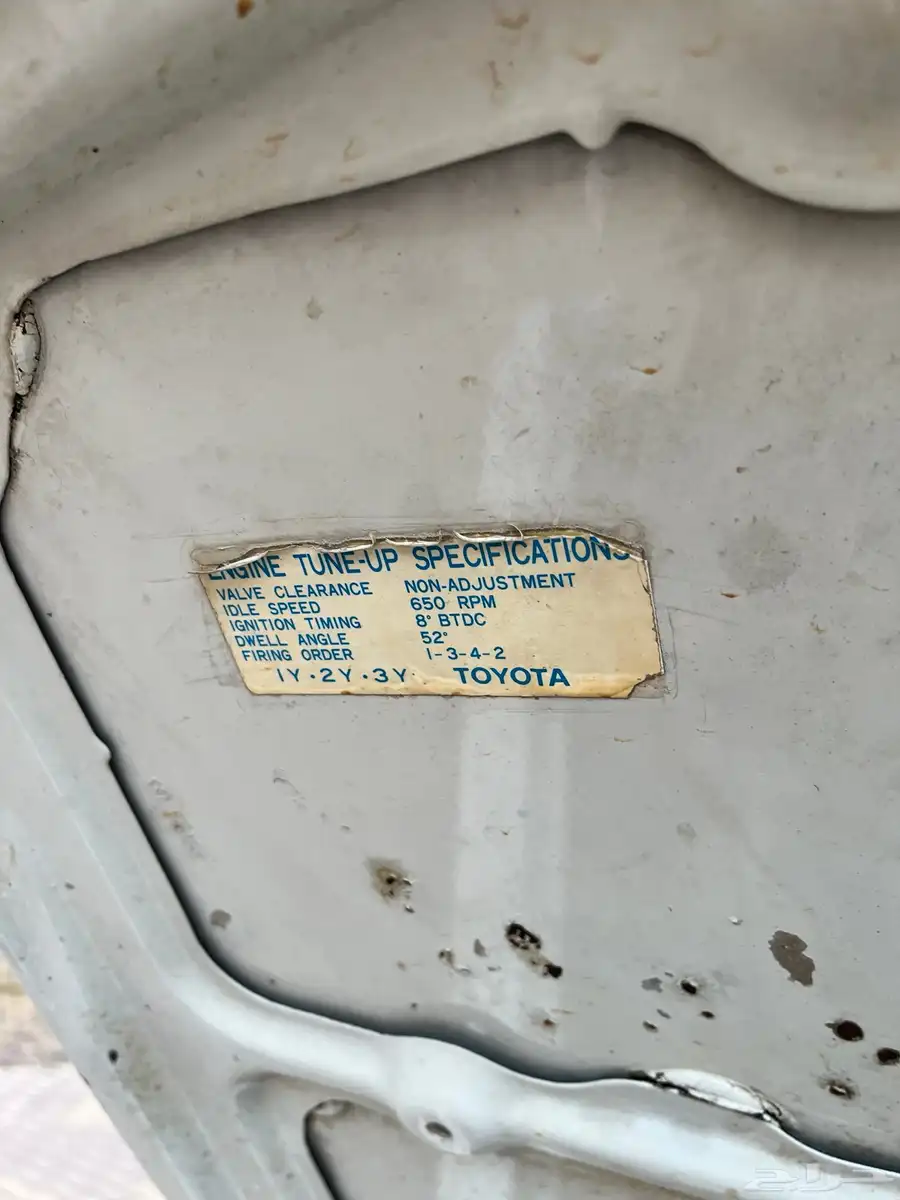 ENGINE TUNE-UP SPECIFICATIONS
VALVE CLEARANCE NON-ADJUSTMENT
IDLE SPEED 650 RPM
IGNITION TIMING 8° BTDC
DWELL ANGLE 52°
FIRING ORDER 1-3-4-2
1Y·2Y·3Y TOYOTA
حراج